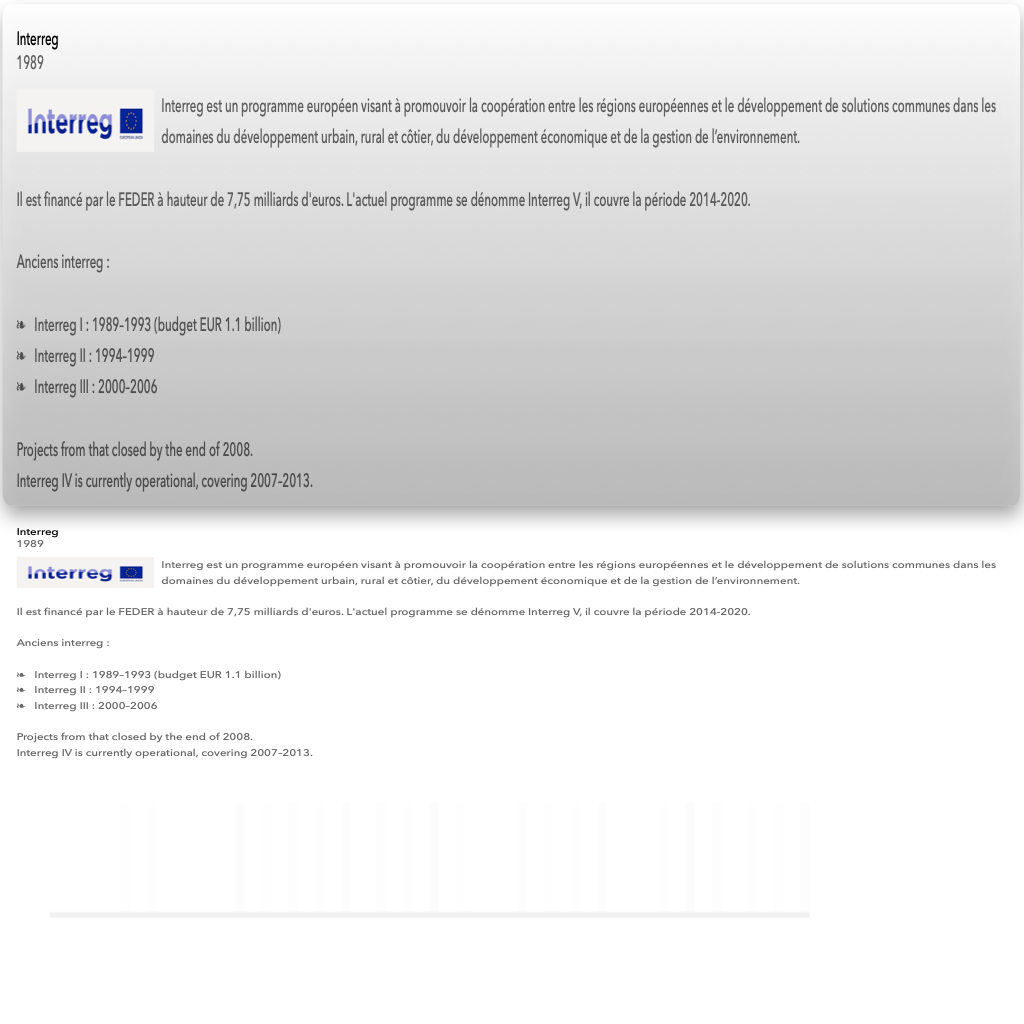 Interreg
1989
Interreg
Interreg est un programme européen visant à promouvoir la coopération entre les régions européennes et le développement de solutions communes dans les
domaines du développement urbain, rural et côtier, du développement économique et de la gestion de l’environnement.
Il est financé par le FEDER à hauteur de 7,75 milliards d'euros. L'actuel programme se dénomme Interreg V, il couvre la période 2014-2020.
Anciens interreg :
❧ Interreg I : 1989–1993 (budget EUR 1.1 billion)
❧ Interreg II : 1994–1999
❧ Interreg III : 2000–2006
Projects from that closed by the end of 2008.
Interreg IV is currently operational, covering 2007–2013.
Interreg
1989
Interreg
Interreg est un programme européen visant à promouvoir la coopération entre les régions européennes et le développement de solutions communes dans les
domaines du développement urbain, rural et côtier, du développement économique et de la gestion de l’environnement.
Il est financé par le FEDER à hauteur de 7,75 milliards d'euros. L'actuel programme se dénomme Interreg V, il couvre la période 2014-2020.
Anciens interreg :
❧ Interreg I : 1989–1993 (budget EUR 1.1 billion)
❧ Interreg II : 1994–1999
❧ Interreg III : 2000–2006
Projects from that closed by the end of 2008.
Interreg IV is currently operational, covering 2007–2013.